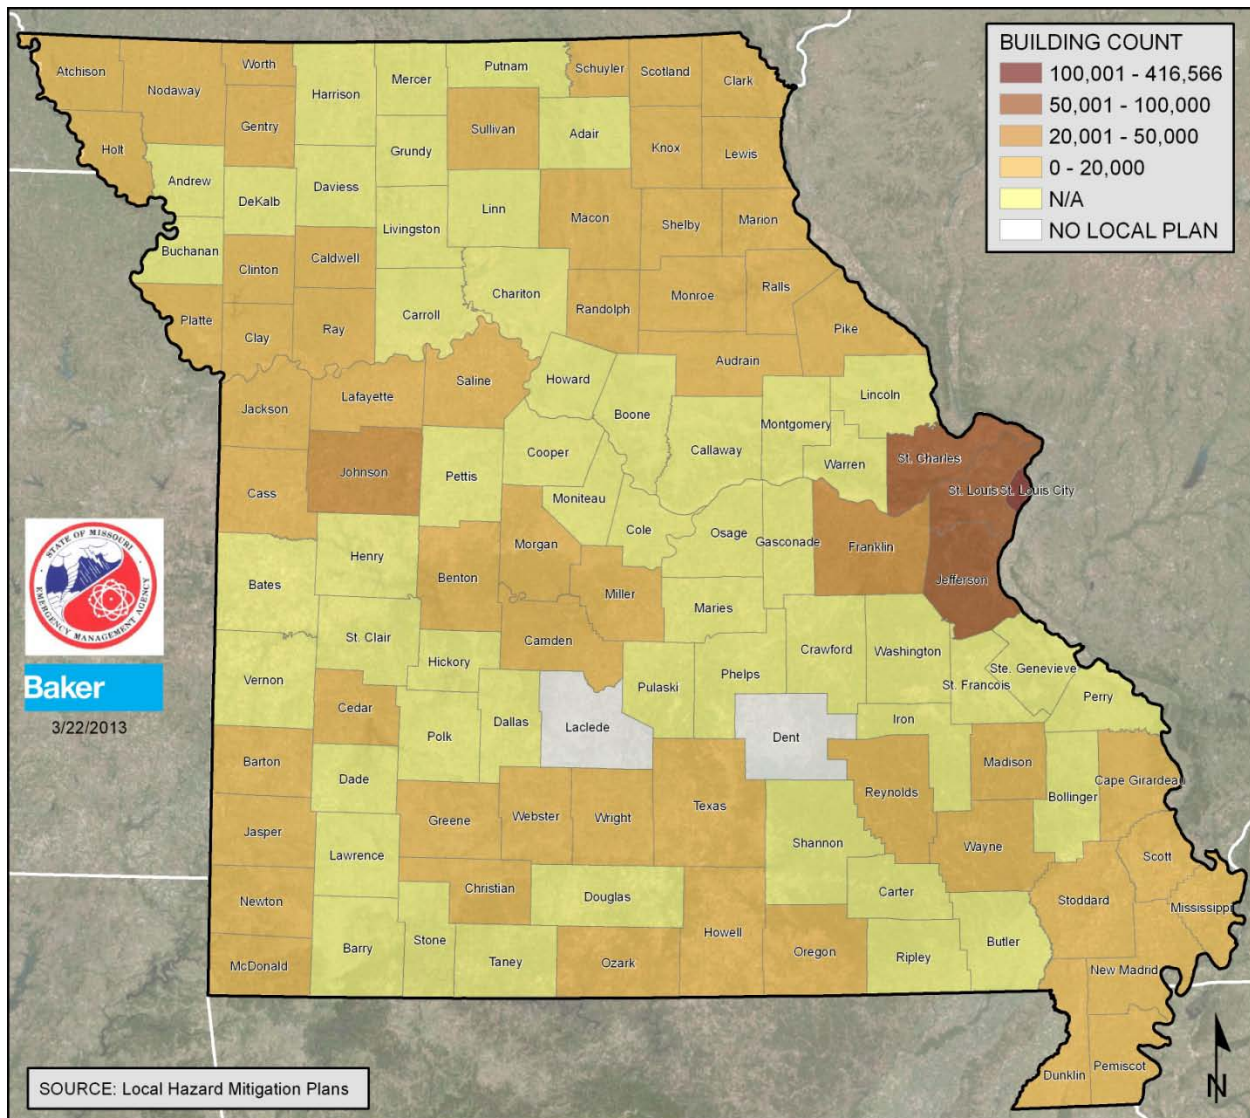 BUILDING COUNT
100,001 - 416,566
50,001 - 100,000
20,001 - 50,000
0 - 20,000
N/A
NO LOCAL PLAN
Atchison
Nodaway
Worth
Harrison
Mercer
Putnam
Schuyler
Scotland
Clark
Gentry
Sullivan
Adair
Knox
Lewis
Holt
Andrew
DeKalb
Daviess
Grundy
Linn
Macon
Shelby
Marion
Buchanan
Clinton
Caldwell
Livingston
Chariton
Randolph
Monroe
Ralls
Pike
Platte
Clay
Ray
Carroll
Audrain
Jackson
Lafayette
Saline
Howard
Boone
Callaway
Montgomery
Lincoln
Warren
St. Charles
St. Louis
St. Louis City
Cass
Johnson
Pettis
Cooper
Moniteau
Cole
Osage
Gasconade
Franklin
Jefferson
Bates
Henry
Benton
Morgan
Miller
Maries
St. Clair
Hickory
Camden
Pulaski
Phelps
Crawford
Washington
Ste. Genevieve
St. Francois
Perry
Vernon
Cedar
Polk
Dallas
Laclede
Dent
Iron
Madison
Bollinger
Cape Girardeau
Barton
Dade
Greene
Webster
Wright
Texas
Shannon
Reynolds
Wayne
Scott
Jasper
Lawrence
Christian
Douglas
Carter
Stoddard
Mississippi
Newton
Barry
Stone
Taney
Ozark
Howell
Oregon
Ripley
Butler
New Madrid
McDonald
Dunklin
Pemiscot
STATE OF MISSOURI
EMERGENCY MANAGEMENT AGENCY
Baker
3/22/2013
SOURCE: Local Hazard Mitigation Plans
N